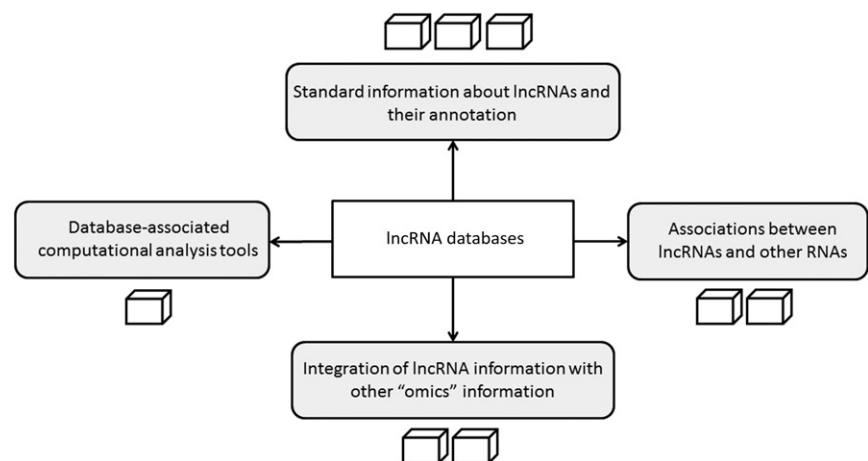 Standard information about lncRNAs and
their annotation
Database-associated
computational analysis tools
lncRNA databases
Associations between
lncRNAs and other RNAs
Integration of lncRNA information with
other “omics” information